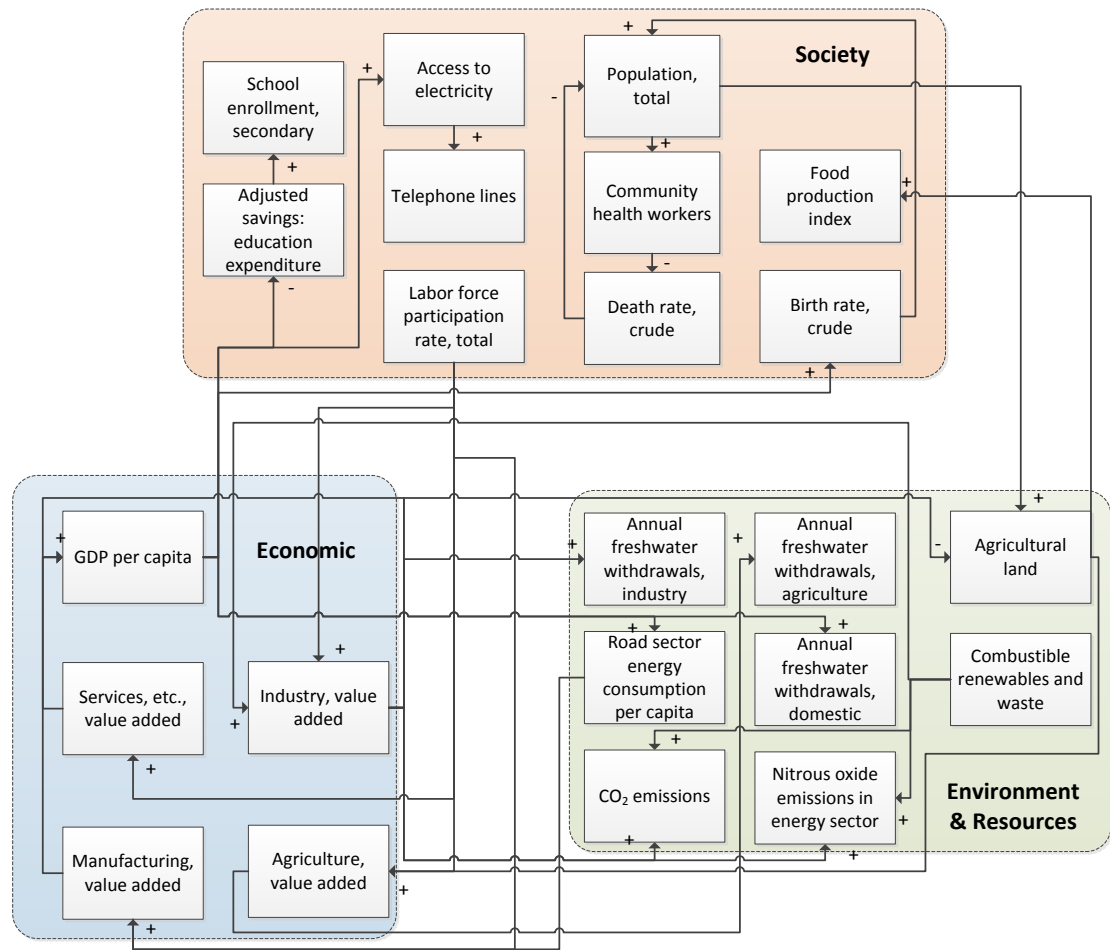 Society
School
enrollment,
secondary
+
Adjusted
savings:
education
expenditure
-
+
Access to
electricity
+
Telephone lines
Labor force
participation
rate, total
+
-
Population,
total
+
Community
health workers
-
Death rate,
crude
Food
production
index
+
Birth rate,
crude
+
Economic
+
GDP per capita
Services, etc.,
value added
+
+
+
Industry, value
added
Manufacturing,
value added
+
Agriculture,
value added
+
+
Annual
freshwater
withdrawals,
industry
+
Annual
freshwater
withdrawals,
agriculture
+
-
Agricultural
land
+
Road sector
energy
consumption
per capita
+
Annual
freshwater
withdrawals,
domestic
Combustible
renewables and
waste
+
CO₂ emissions
+
Nitrous oxide
emissions in
energy sector
+
+
Environment
& Resources